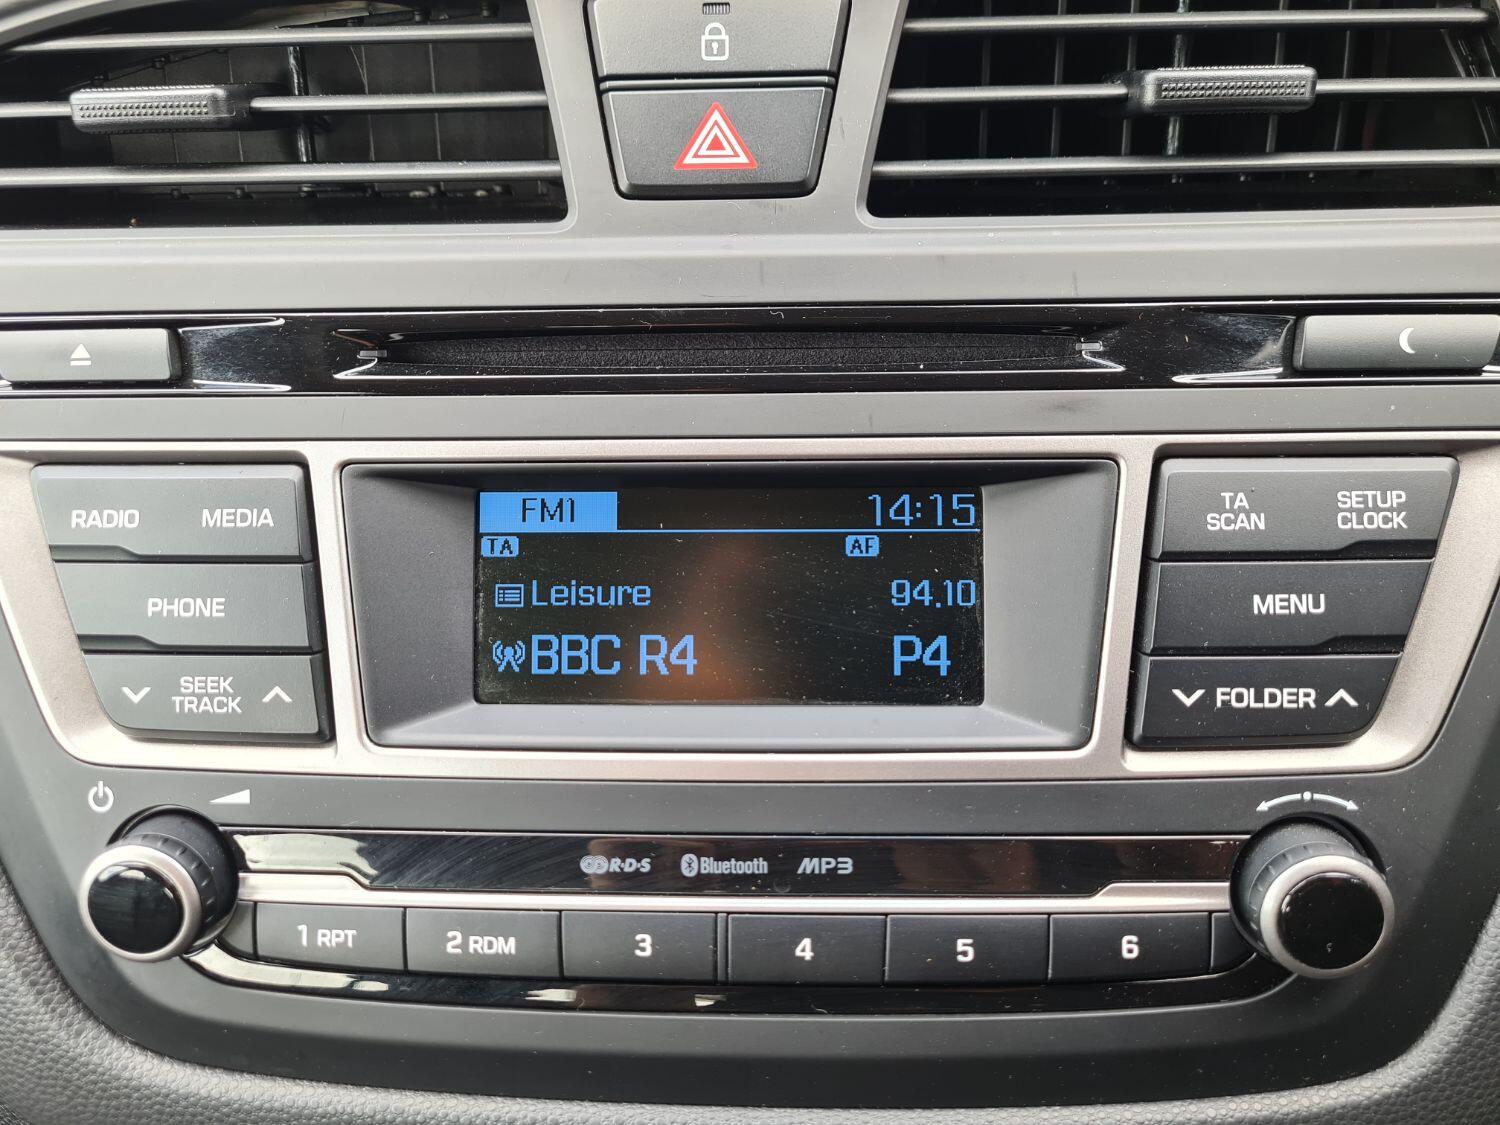 FM1 14:15
TA AF
Leisure 94.10
BBC R4 P4
RADIO MEDIA
PHONE
SEEK
TRACK
TA
SCAN
SETUP
CLOCK
MENU
FOLDER
R·D·S Bluetooth MP3
1 RPT 2 RDM 3 4 5 6